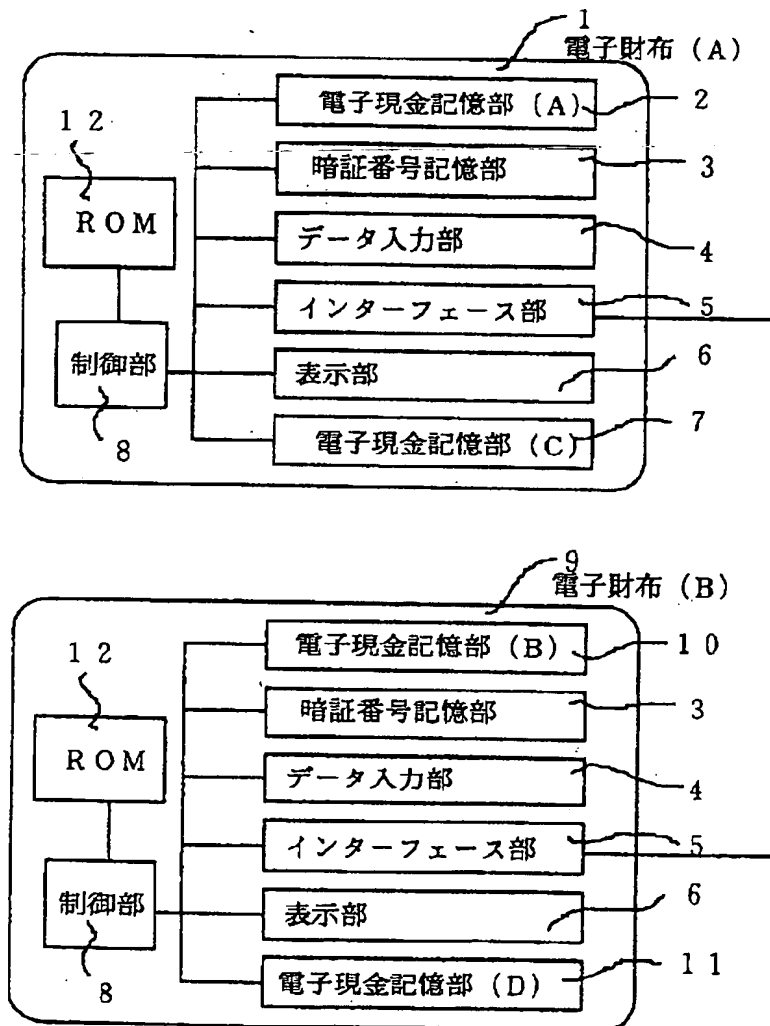 1
電子財布(A)
電子現金記憶部(A)
2
12
暗証番号記憶部
3
ROM
データ入力部
4
インターフェース部
5
制御部
表示部
6
8
電子現金記憶部(C)
7
9
電子財布(B)
12
電子現金記憶部(B)
10
暗証番号記憶部
3
ROM
データ入力部
4
インターフェース部
5
制御部
表示部
6
8
電子現金記憶部(D)
11